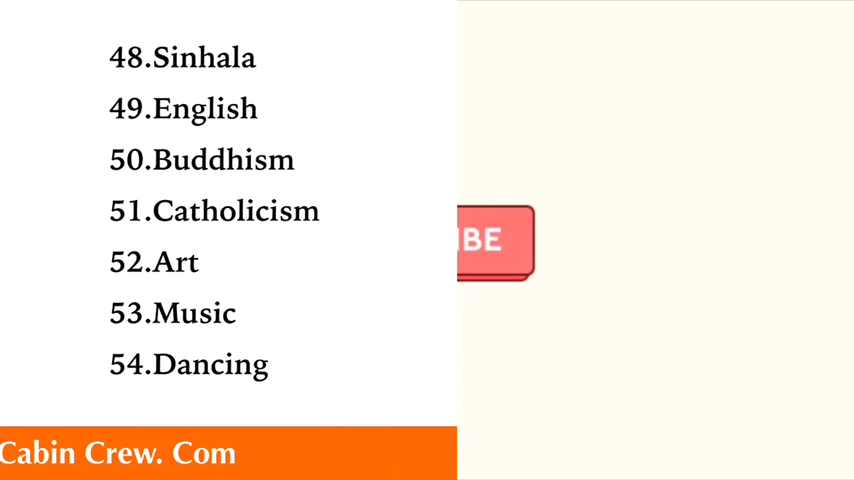 48.Sinhala
49.English
50.Buddhism
51.Catholicism
52.Art
53.Music
54.Dancing
IBE
Cabin Crew. Com